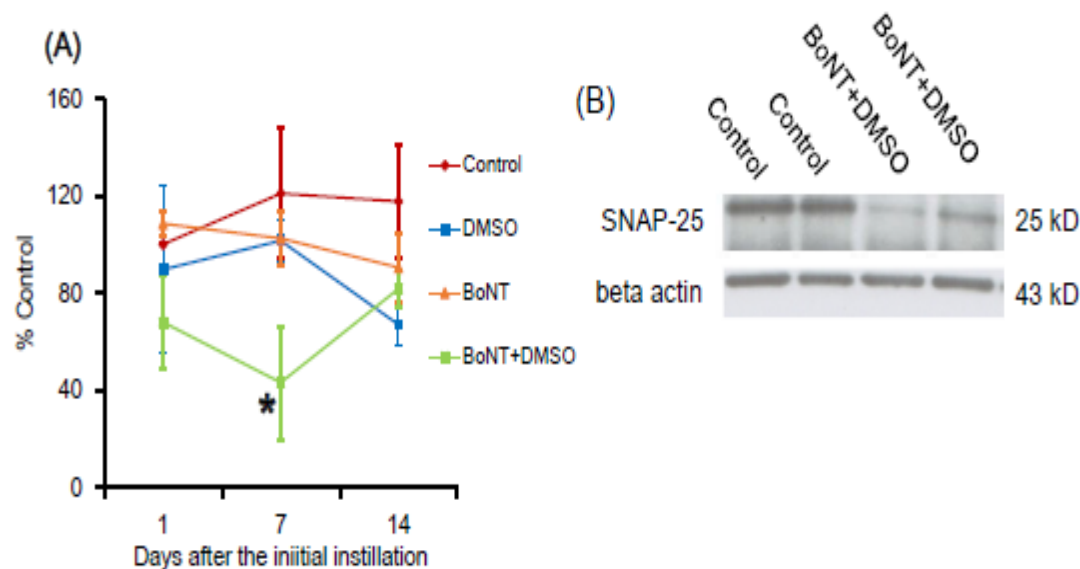 (A)
160
120
80
40
0
% Control
1 7 14
Days after the iniitial instillation
*
Control
DMSO
BoNT
BoNT+DMSO
(B)
Control
Control
BoNT+DMSO
BoNT+DMSO
SNAP-25 25 kD
beta actin 43 kD